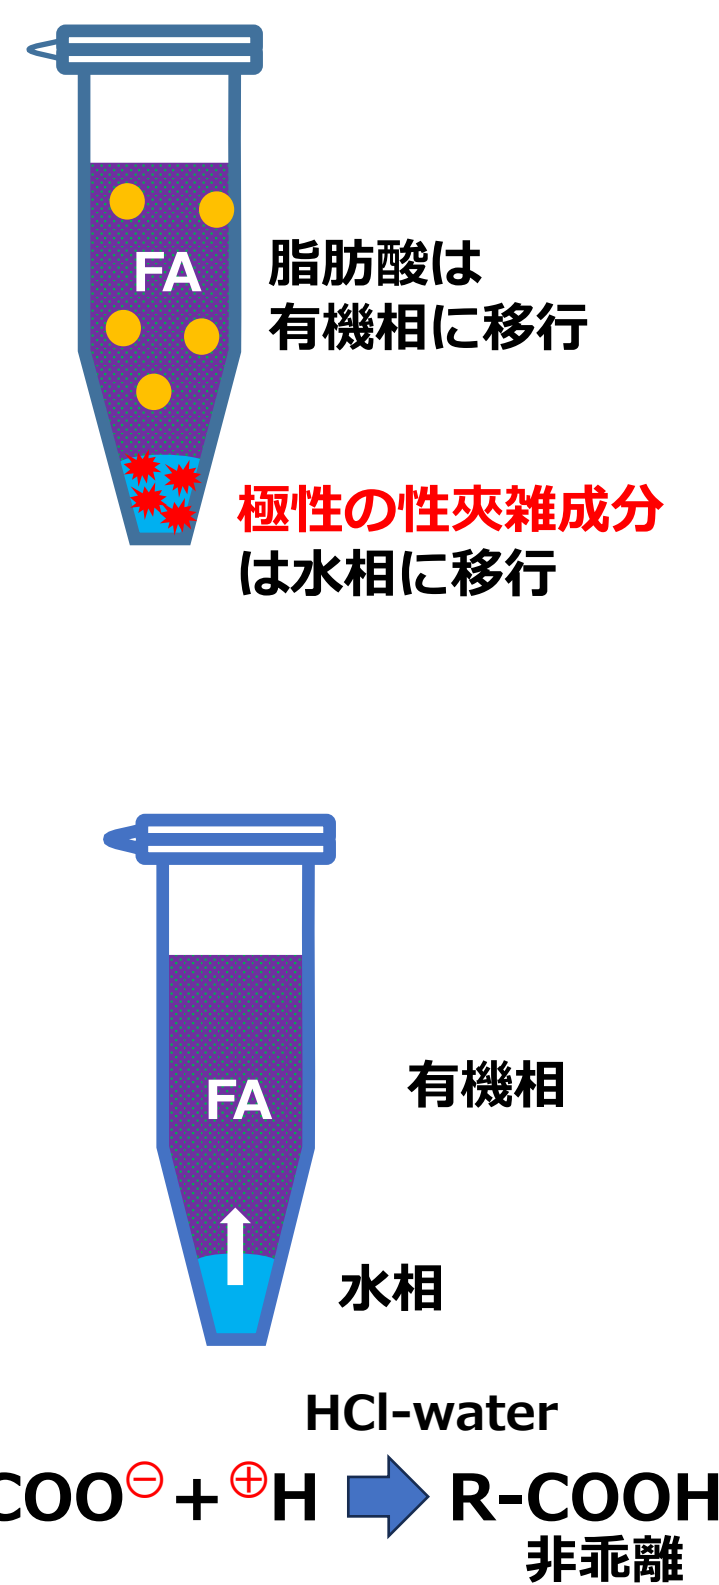 FA
脂肪酸は
有機相に移行
極性の性夾雑成分
は水相に移行
FA
有機相
水相
HCl-water
COO⊖+⊕H R-COOH
非乖離